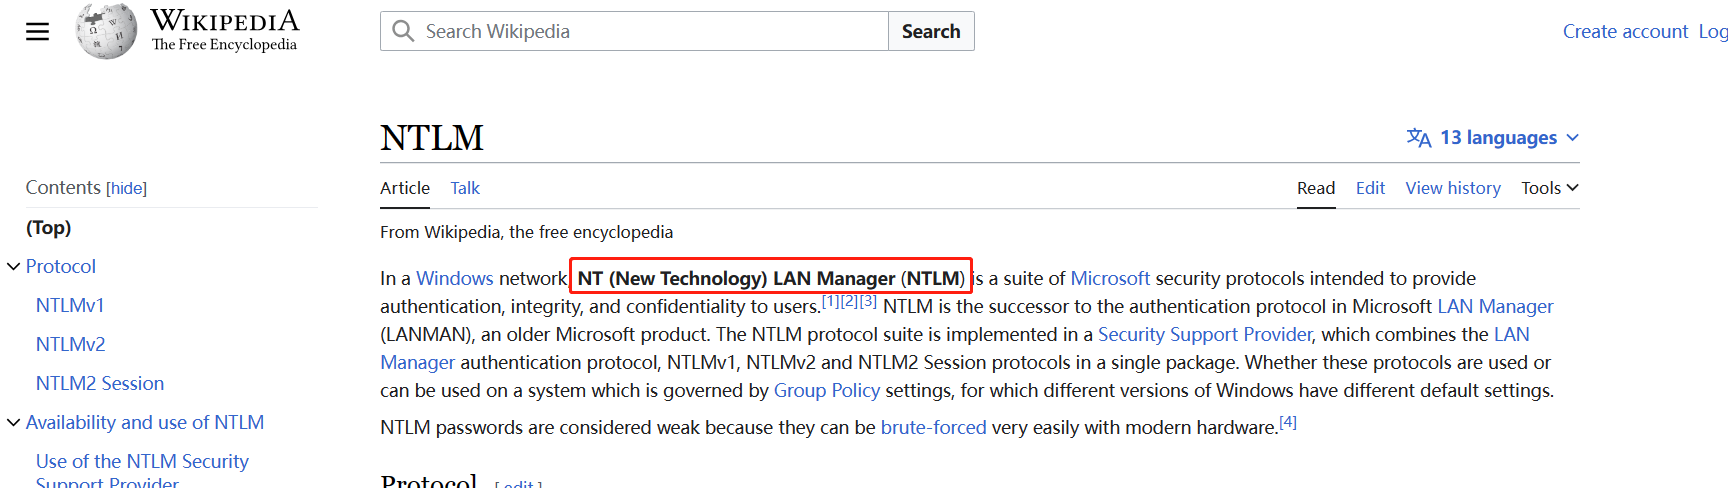 WIKIPEDIA
The Free Encyclopedia
Search Wikipedia
Search
Create account Log
NTLM
13 languages
Contents [hide]
(Top)
Protocol
NTLMv1
NTLMv2
NTLM2 Session
Availability and use of NTLM
Use of the NTLM Security
Support Provider
Article Talk
Read Edit View history Tools
From Wikipedia, the free encyclopedia
In a Windows network, NT (New Technology) LAN Manager (NTLM) is a suite of Microsoft security protocols intended to provide
authentication, integrity, and confidentiality to users.[1][2][3] NTLM is the successor to the authentication protocol in Microsoft LAN Manager
(LANMAN), an older Microsoft product. The NTLM protocol suite is implemented in a Security Support Provider, which combines the LAN
Manager authentication protocol, NTLMv1, NTLMv2 and NTLM2 Session protocols in a single package. Whether these protocols are used or
can be used on a system which is governed by Group Policy settings, for which different versions of Windows have different default settings.
NTLM passwords are considered weak because they can be brute-forced very easily with modern hardware.[4]
Protocol [ edit ]